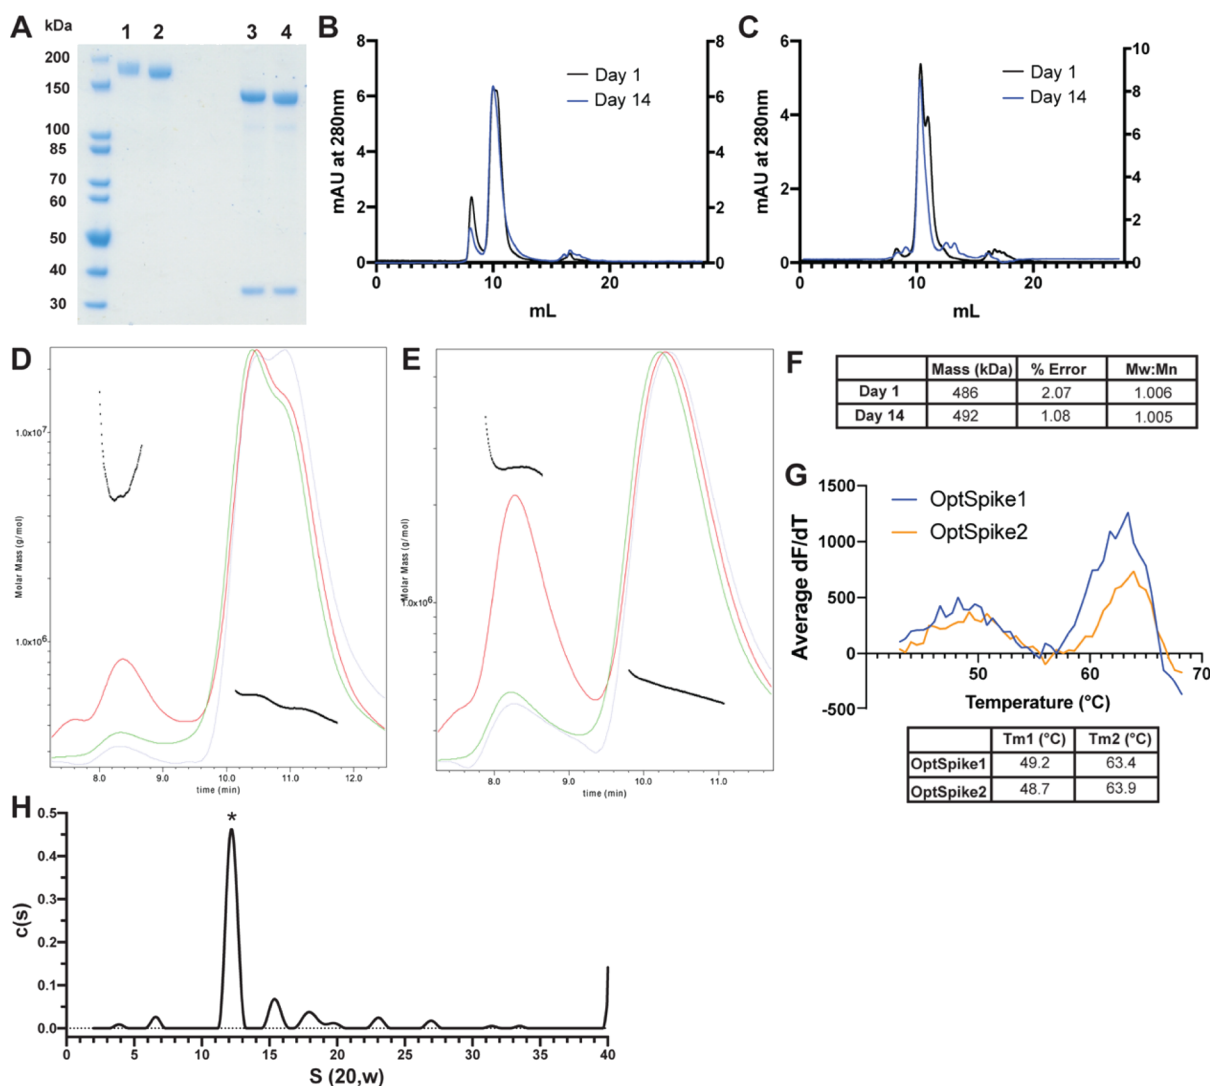 A
kDa
1 2 3 4
200
150
100
85
70
60
50
40
30
B
8
6
4
2
0
mAU at 280nm
Day 1
Day 14
8
6
4
2
0
0 10 20
mL
C
6
4
2
0
mAU at 280nm
Day 1
Day 14
10
8
6
4
2
0
0 10 20
mL
D
Molar Mass (g/mol)
1.0x10⁷
1.0x10⁶
8.0 9.0 10.0 11.0 12.0
time (min)
E
Molar Mass (g/mol)
1.0x10⁶
8.0 9.0 10.0 11.0
time (min)
F
Mass (kDa) % Error Mw:Mn
Day 1 486 2.07 1.006
Day 14 492 1.08 1.005
G
1500
1000
500
0
-500
Average dF/dT
OptSpike1
OptSpike2
50 60 70
Temperature (°C)
Tm1 (°C) Tm2 (°C)
OptSpike1 49.2 63.4
OptSpike2 48.7 63.9
H
0.5
0.4
0.3
0.2
0.1
0.0
c(s)
*
0 5 10 15 20 25 30 35 40
S (20,w)